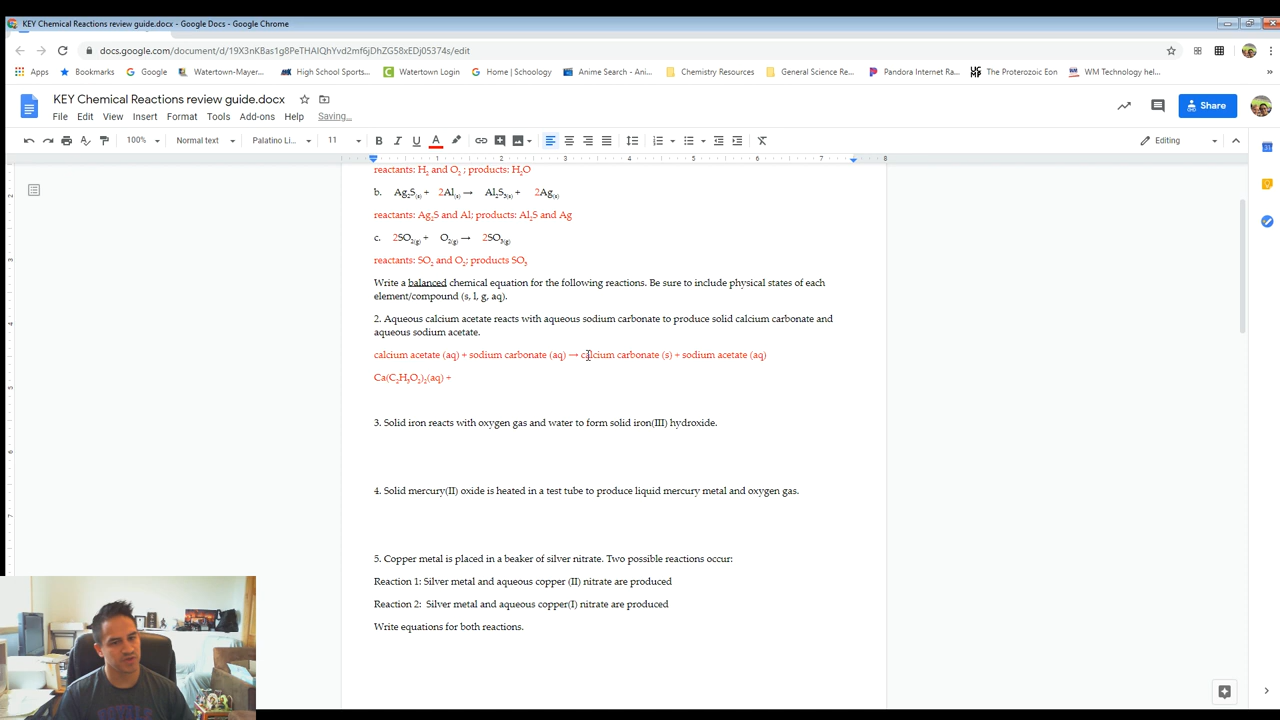 KEY Chemical Reactions review guide.docx - Google Docs - Google Chrome
docs.google.com/document/d/19X3nKBas1g8PeTHAIQhYvd2mf6jDhZG58xEDj05374s/edit
Apps Bookmarks Google Watertown-Mayer... High School Sports... Watertown Login Home | Schoology Anime Search - Ani... Chemistry Resources General Science Re... Pandora Internet Ra... The Proterozoic Eon WM Technology hel... »
KEY Chemical Reactions review guide.docx
Share
File Edit View Insert Format Tools Add-ons Help Saving...
100% Normal text Palatino Li... 11 B I U A Editing
1 2 3 4 5 6 7 8
reactants: H₂ and O₂ ; products: H₂O
b. Ag₂S₍ₛ₎ + 2Al₍ₛ₎ → Al₂S₃₍ₛ₎ + 2Ag₍ₛ₎
reactants: Ag₂S and Al; products: Al₂S and Ag
c. 2SO₂(g) + O₂(g) → 2SO₃(g)
reactants: SO₂ and O₂; products SO₃
Write a balanced chemical equation for the following reactions. Be sure to include physical states of each
element/compound (s, l, g, aq).
2. Aqueous calcium acetate reacts with aqueous sodium carbonate to produce solid calcium carbonate and
aqueous sodium acetate.
calcium acetate (aq) + sodium carbonate (aq) → calcium carbonate (s) + sodium acetate (aq)
Ca(C₂H₃O₂)₂(aq) +
3. Solid iron reacts with oxygen gas and water to form solid iron(III) hydroxide.
4. Solid mercury(II) oxide is heated in a test tube to produce liquid mercury metal and oxygen gas.
5. Copper metal is placed in a beaker of silver nitrate. Two possible reactions occur:
Reaction 1: Silver metal and aqueous copper (II) nitrate are produced
Reaction 2: Silver metal and aqueous copper(I) nitrate are produced
Write equations for both reactions.